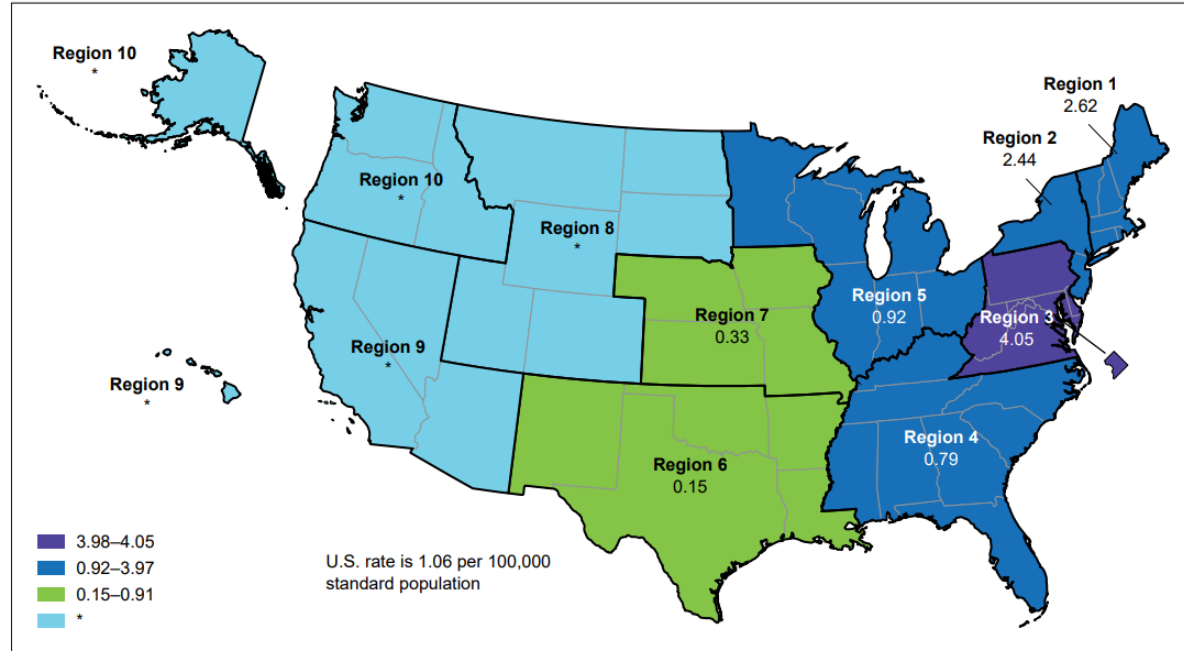 Region 10
*
Region 1
2.62
Region 2
2.44
Region 10
*
Region 8
*
Region 5
0.92
Region 7
0.33
Region 3
4.05
Region 9
*
Region 9
*
Region 4
0.79
Region 6
0.15
3.98–4.05
0.92–3.97
0.15–0.91
*
U.S. rate is 1.06 per 100,000
standard population